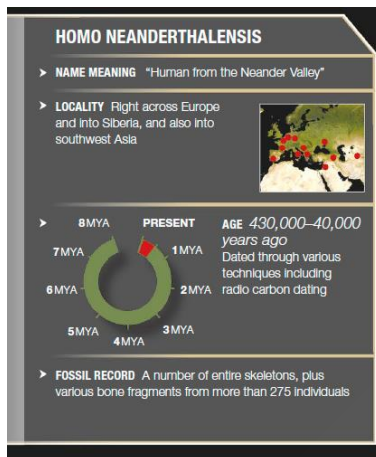 HOMO NEANDERTHALENSIS
NAME MEANING "Human from the Neander Valley"
LOCALITY Right across Europe
and into Siberia, and also into
southwest Asia
8MYA
PRESENT
7MYA
1MYA
6MYA
2MYA
5MYA
3MYA
4MYA
AGE 430,000–40,000
years ago
Dated through various
techniques including
radio carbon dating
FOSSIL RECORD A number of entire skeletons, plus
various bone fragments from more than 275 individuals